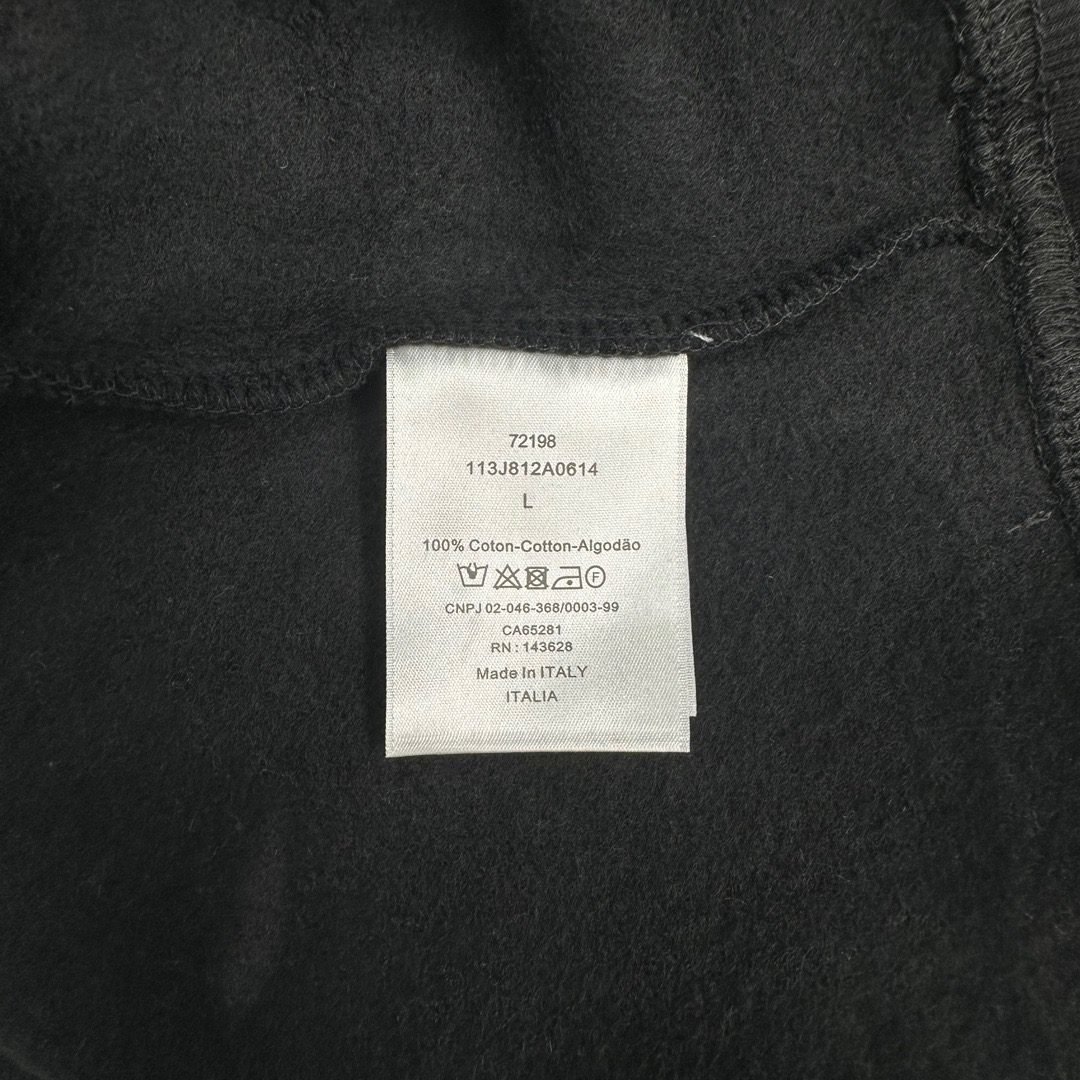 72198
113J812A0614
L
100% Coton-Cotton-Algodão
F
CNPJ 02-046-368/0003-99
CA65281
RN : 143628
Made In ITALY
ITALIA